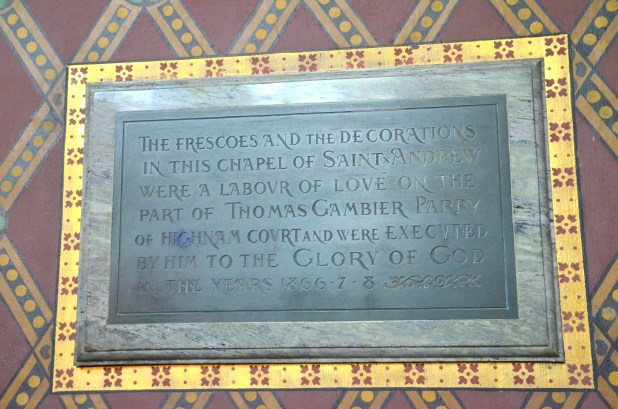 THE FRESCOES AND THE DECORATIONS
IN THIS CHAPEL OF SAINT ANDREW
WERE A LABOVR OF LOVE ON THE
PART OF THOMAS GAMBIER PARRY
OF HIGHNAM COVRT AND WERE EXECVTED
BY HIM TO THE GLORY OF GOD
IN THE YEARS 1866·7·8